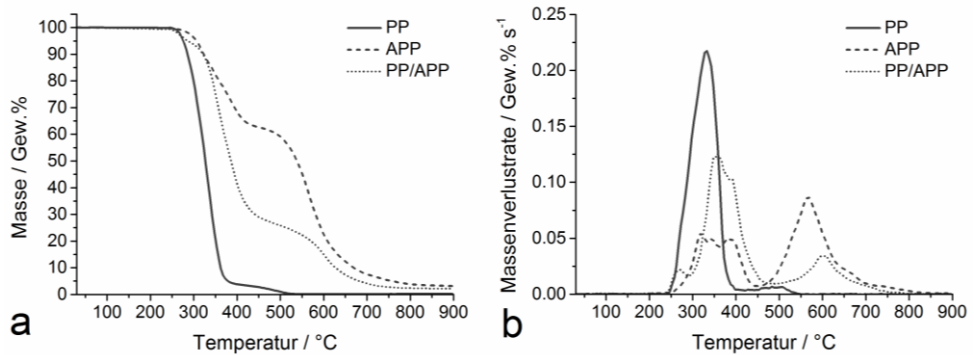 100
90
80
70
60
50
40
30
20
10
0
Masse / Gew.%
PP
APP
PP/APP
100 200 300 400 500 600 700 800 900
Temperatur / °C
a
0.25
0.20
0.15
0.10
0.05
0.00
Massenverlustrate / Gew.% s⁻¹
PP
APP
PP/APP
100 200 300 400 500 600 700 800 900
Temperatur / °C
b